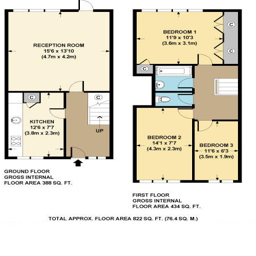 BEDROOM 1
11'9 x 10'3
(3.6m x 3.1m)
RECEPTION ROOM
15'6 x 13'10
(4.7m x 4.2m)
C
C
KITCHEN
12'6 x 7'7
(3.8m x 2.3m)
UP
BEDROOM 2
14'1 x 7'7
(4.3m x 2.3m)
BEDROOM 3
11'6 x 6'3
(3.5m x 1.9m)
GROUND FLOOR
GROSS INTERNAL
FLOOR AREA 388 SQ. FT.
FIRST FLOOR
GROSS INTERNAL
FLOOR AREA 434 SQ. FT.
TOTAL APPROX. FLOOR AREA 822 SQ. FT. (76.4 SQ. M.)